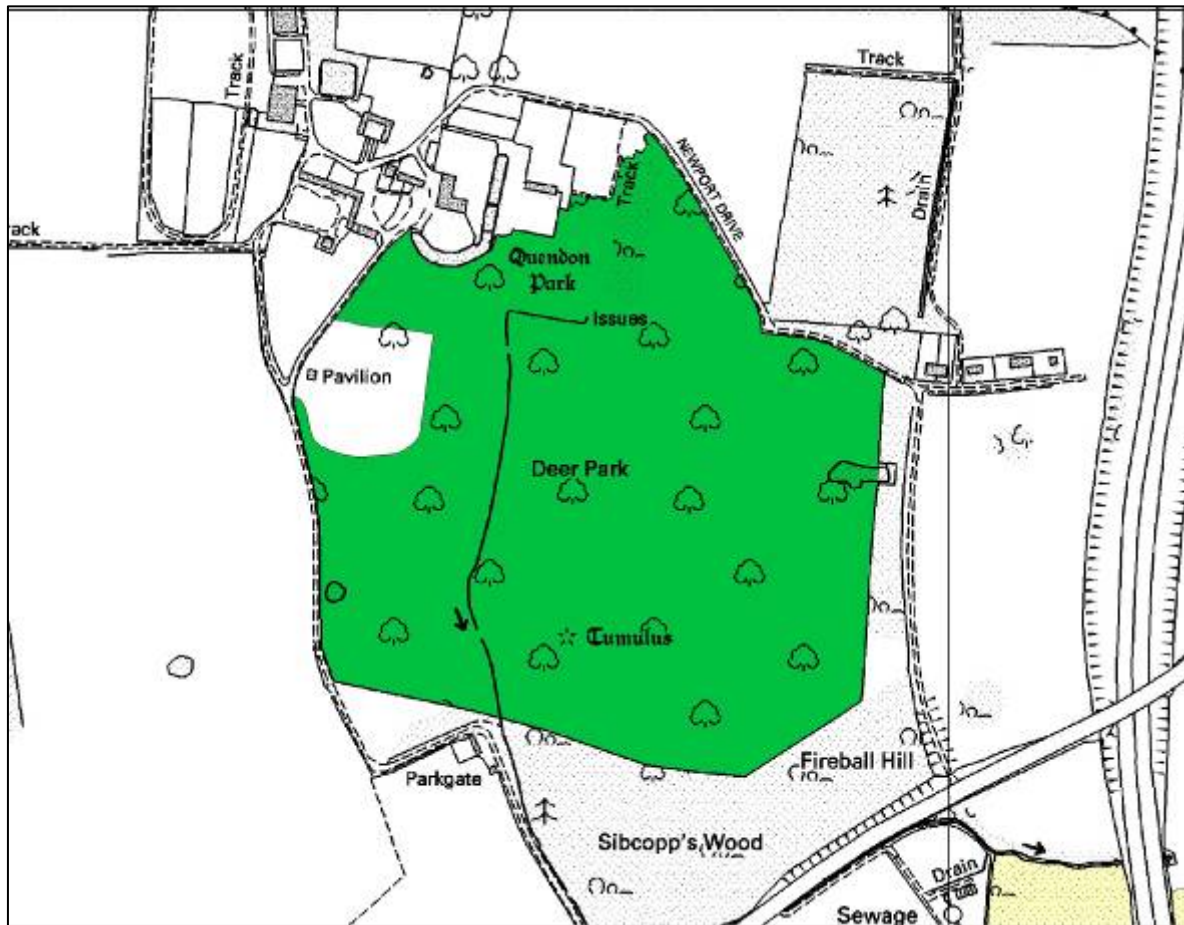 Track
Track
ack
Track
NEWPORT DRIVE
Drain
Quendon
Park
Issues
Pavilion
Deer Park
Tumulus
Parkgate
Fireball Hill
Sibcopp's Wood
Drain
Sewage